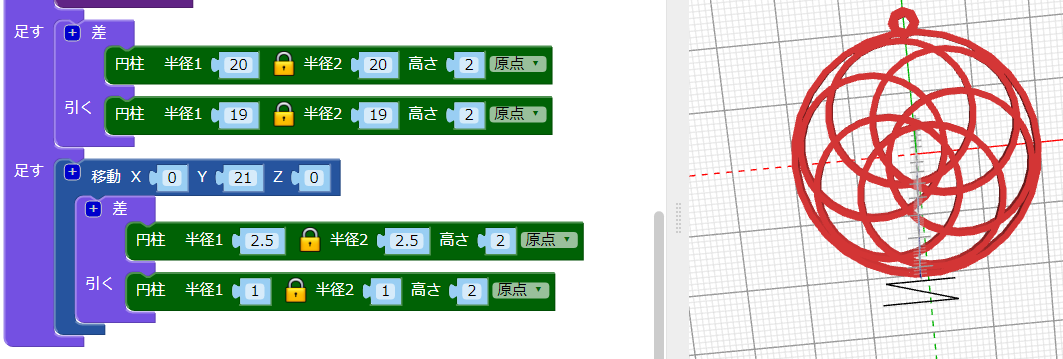 足す + 差
円柱 半径1 20 半径2 20 高さ 2 原点 ▼
引く 円柱 半径1 19 半径2 19 高さ 2 原点 ▼
足す + 移動 X 0 Y 21 Z 0
+ 差
円柱 半径1 2.5 半径2 2.5 高さ 2 原点 ▼
引く 円柱 半径1 1 半径2 1 高さ 2 原点 ▼